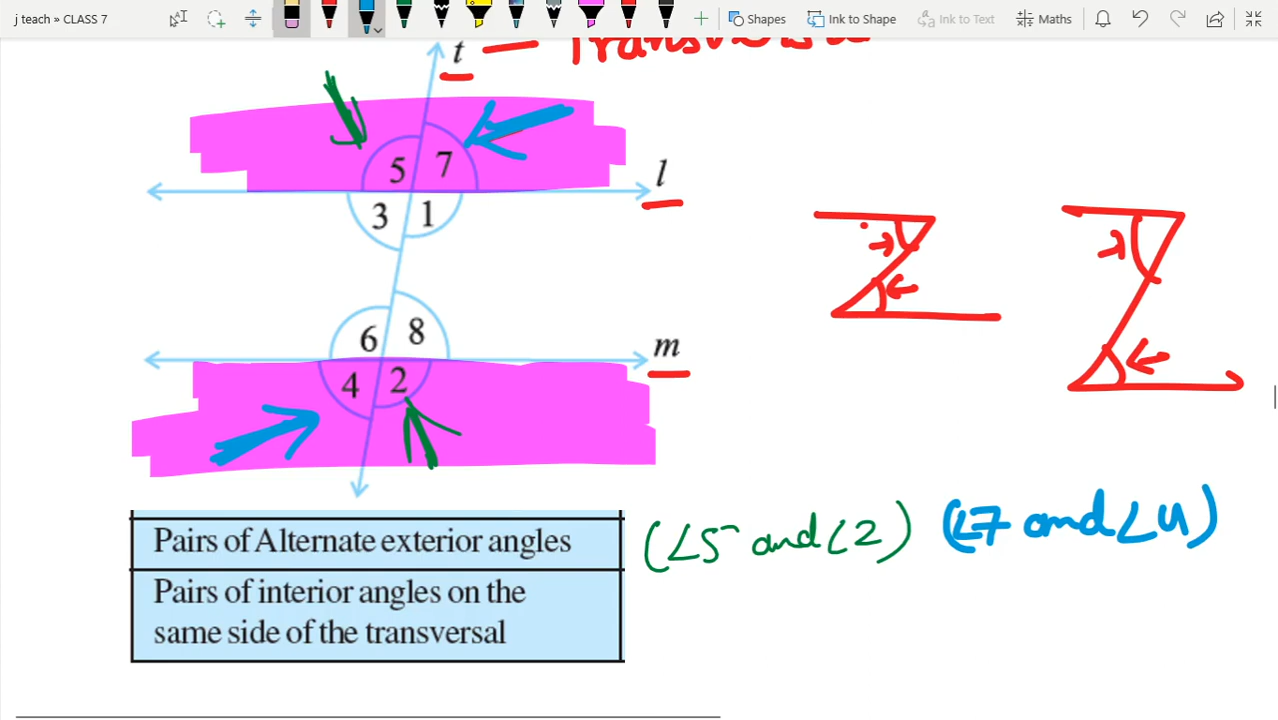 j teach » CLASS 7
Shapes
Ink to Shape
Ink to Text
Maths
t – Transversal
5 7
l
3 1
6 8
m
4 2
Pairs of Alternate exterior angles
(∠5 and ∠2) (∠7 and ∠4)
Pairs of interior angles on the
same side of the transversal